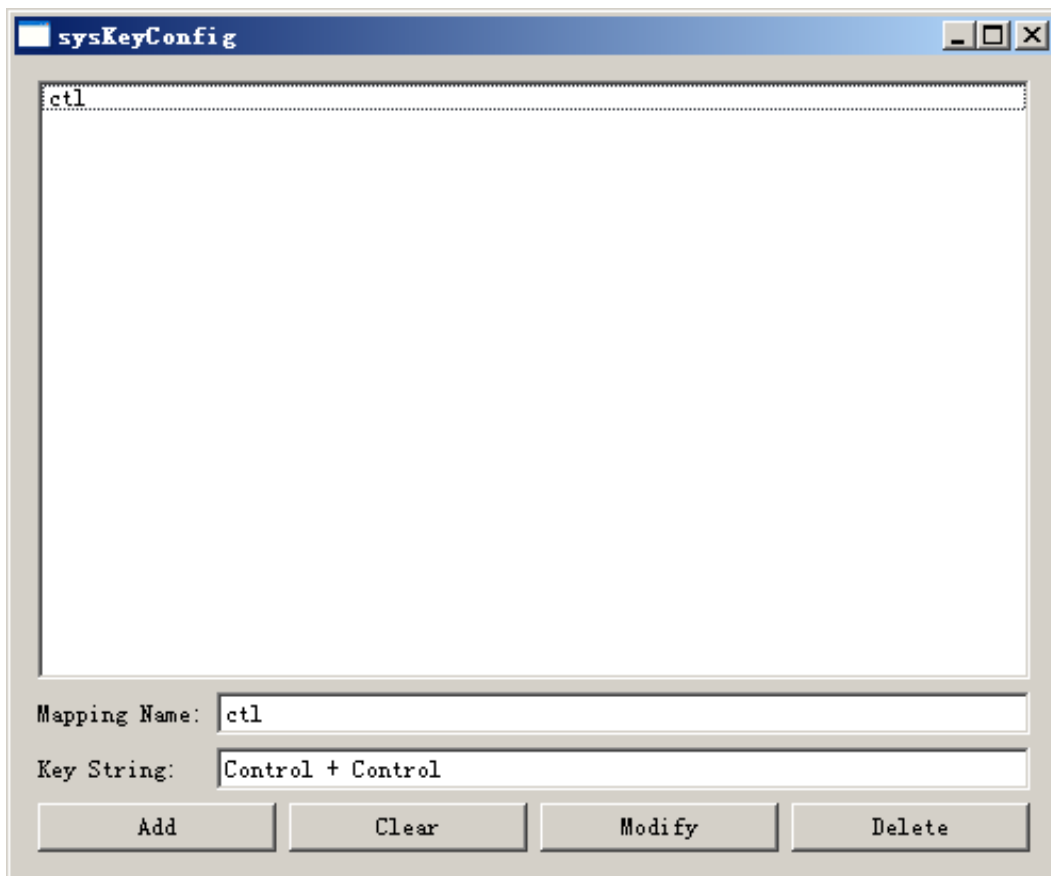 sysKeyConfig
ctl
Mapping Name: ctl
Key String: Control + Control
Add Clear Modify Delete